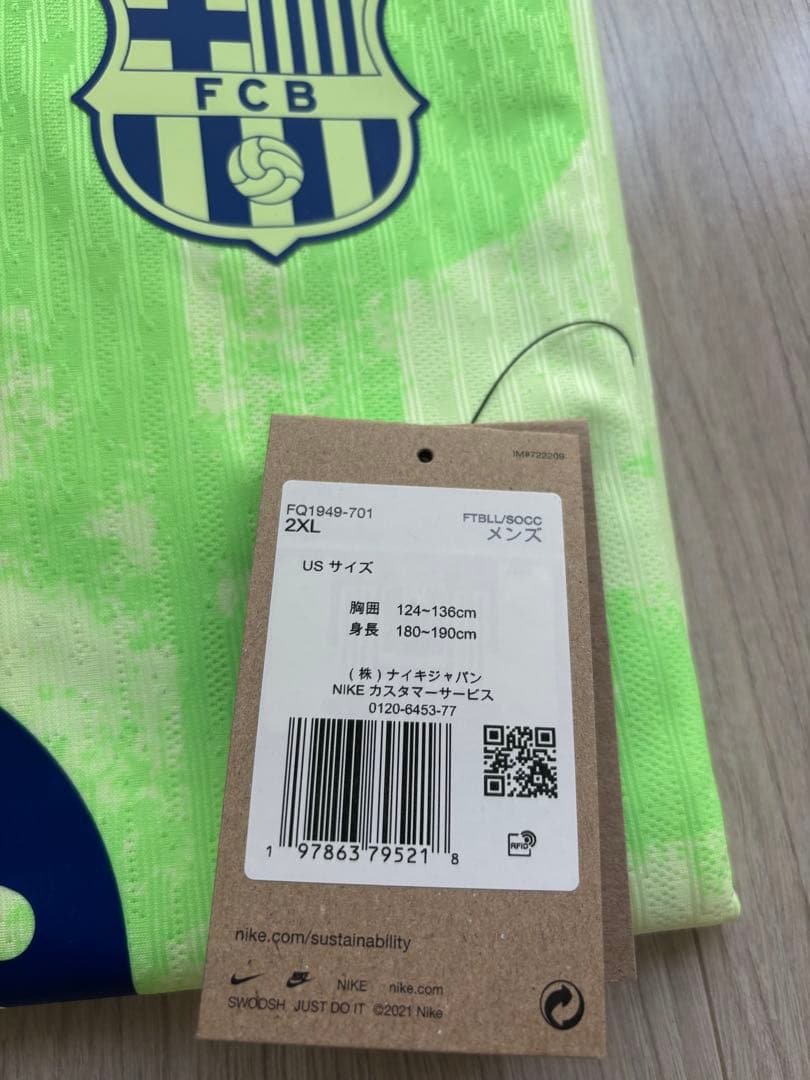 FCB
IM#722209
FQ1949-701
2XL
FTBLL/SOCC
メンズ
US サイズ
胸囲 124~136cm
身長 180~190cm
(株)ナイキジャパン
NIKE カスタマーサービス
0120-6453-77
1 97863 79521 8
RFID
nike.com/sustainability
NIKE nike.com
SWOOSH JUST DO IT ©2021 Nike